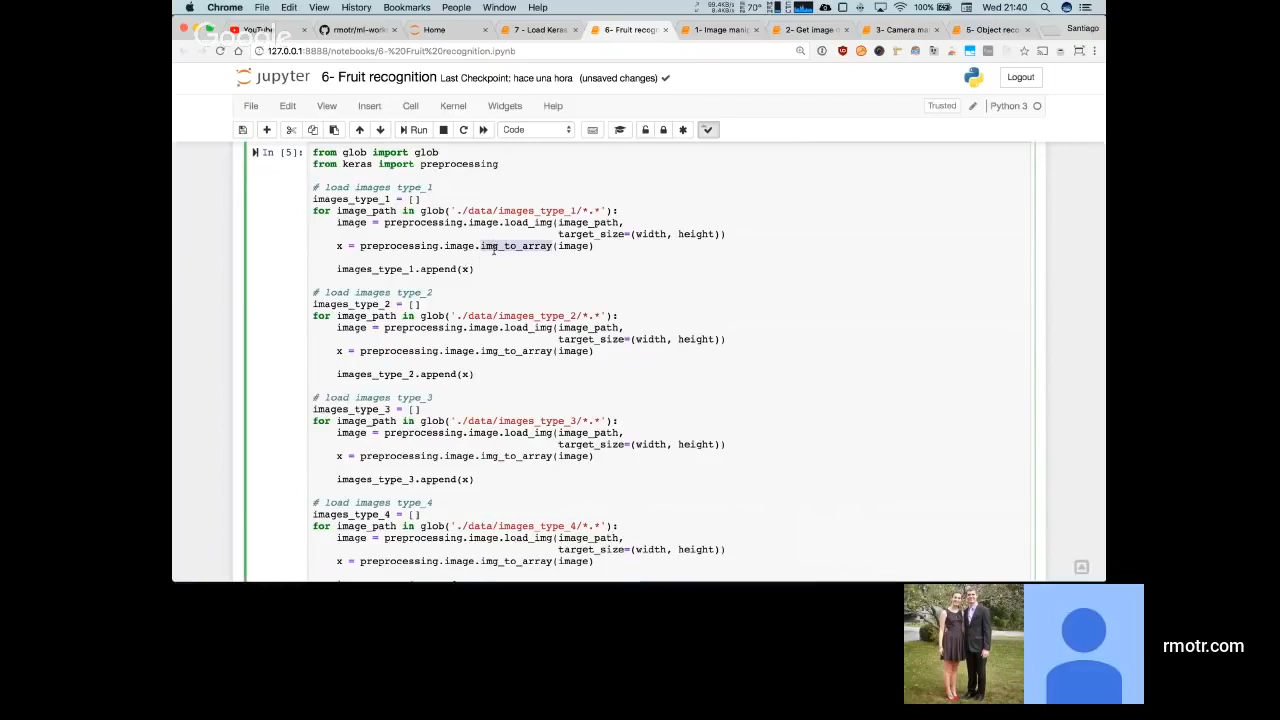 Chrome File Edit View History Bookmarks People Window Help
70° 100% Wed 21:40
YouTube
rmotr/ml-work
Home
7 - Load Keras
6- Fruit recog
1- Image mani
2- Get image
3- Camera ma
5- Object reco
Santiago
Google
127.0.0.1:8888/notebooks/6-%20Fruit%20recognition.ipynb
jupyter 6- Fruit recognition Last Checkpoint: hace una hora (unsaved changes) Logout
File Edit View Insert Cell Kernel Widgets Help Trusted Python 3
Run Code
In [5]: from glob import glob
from keras import preprocessing
# load images type_1
images_type_1 = []
for image_path in glob('./data/images_type_1/*.*'):
image = preprocessing.image.load_img(image_path,
target_size=(width, height))
x = preprocessing.image.img_to_array(image)
images_type_1.append(x)
# load images type_2
images_type_2 = []
for image_path in glob('./data/images_type_2/*.*'):
image = preprocessing.image.load_img(image_path,
target_size=(width, height))
x = preprocessing.image.img_to_array(image)
images_type_2.append(x)
# load images type_3
images_type_3 = []
for image_path in glob('./data/images_type_3/*.*'):
image = preprocessing.image.load_img(image_path,
target_size=(width, height))
x = preprocessing.image.img_to_array(image)
images_type_3.append(x)
# load images type_4
images_type_4 = []
for image_path in glob('./data/images_type_4/*.*'):
image = preprocessing.image.load_img(image_path,
target_size=(width, height))
x = preprocessing.image.img_to_array(image)
rmotr.com